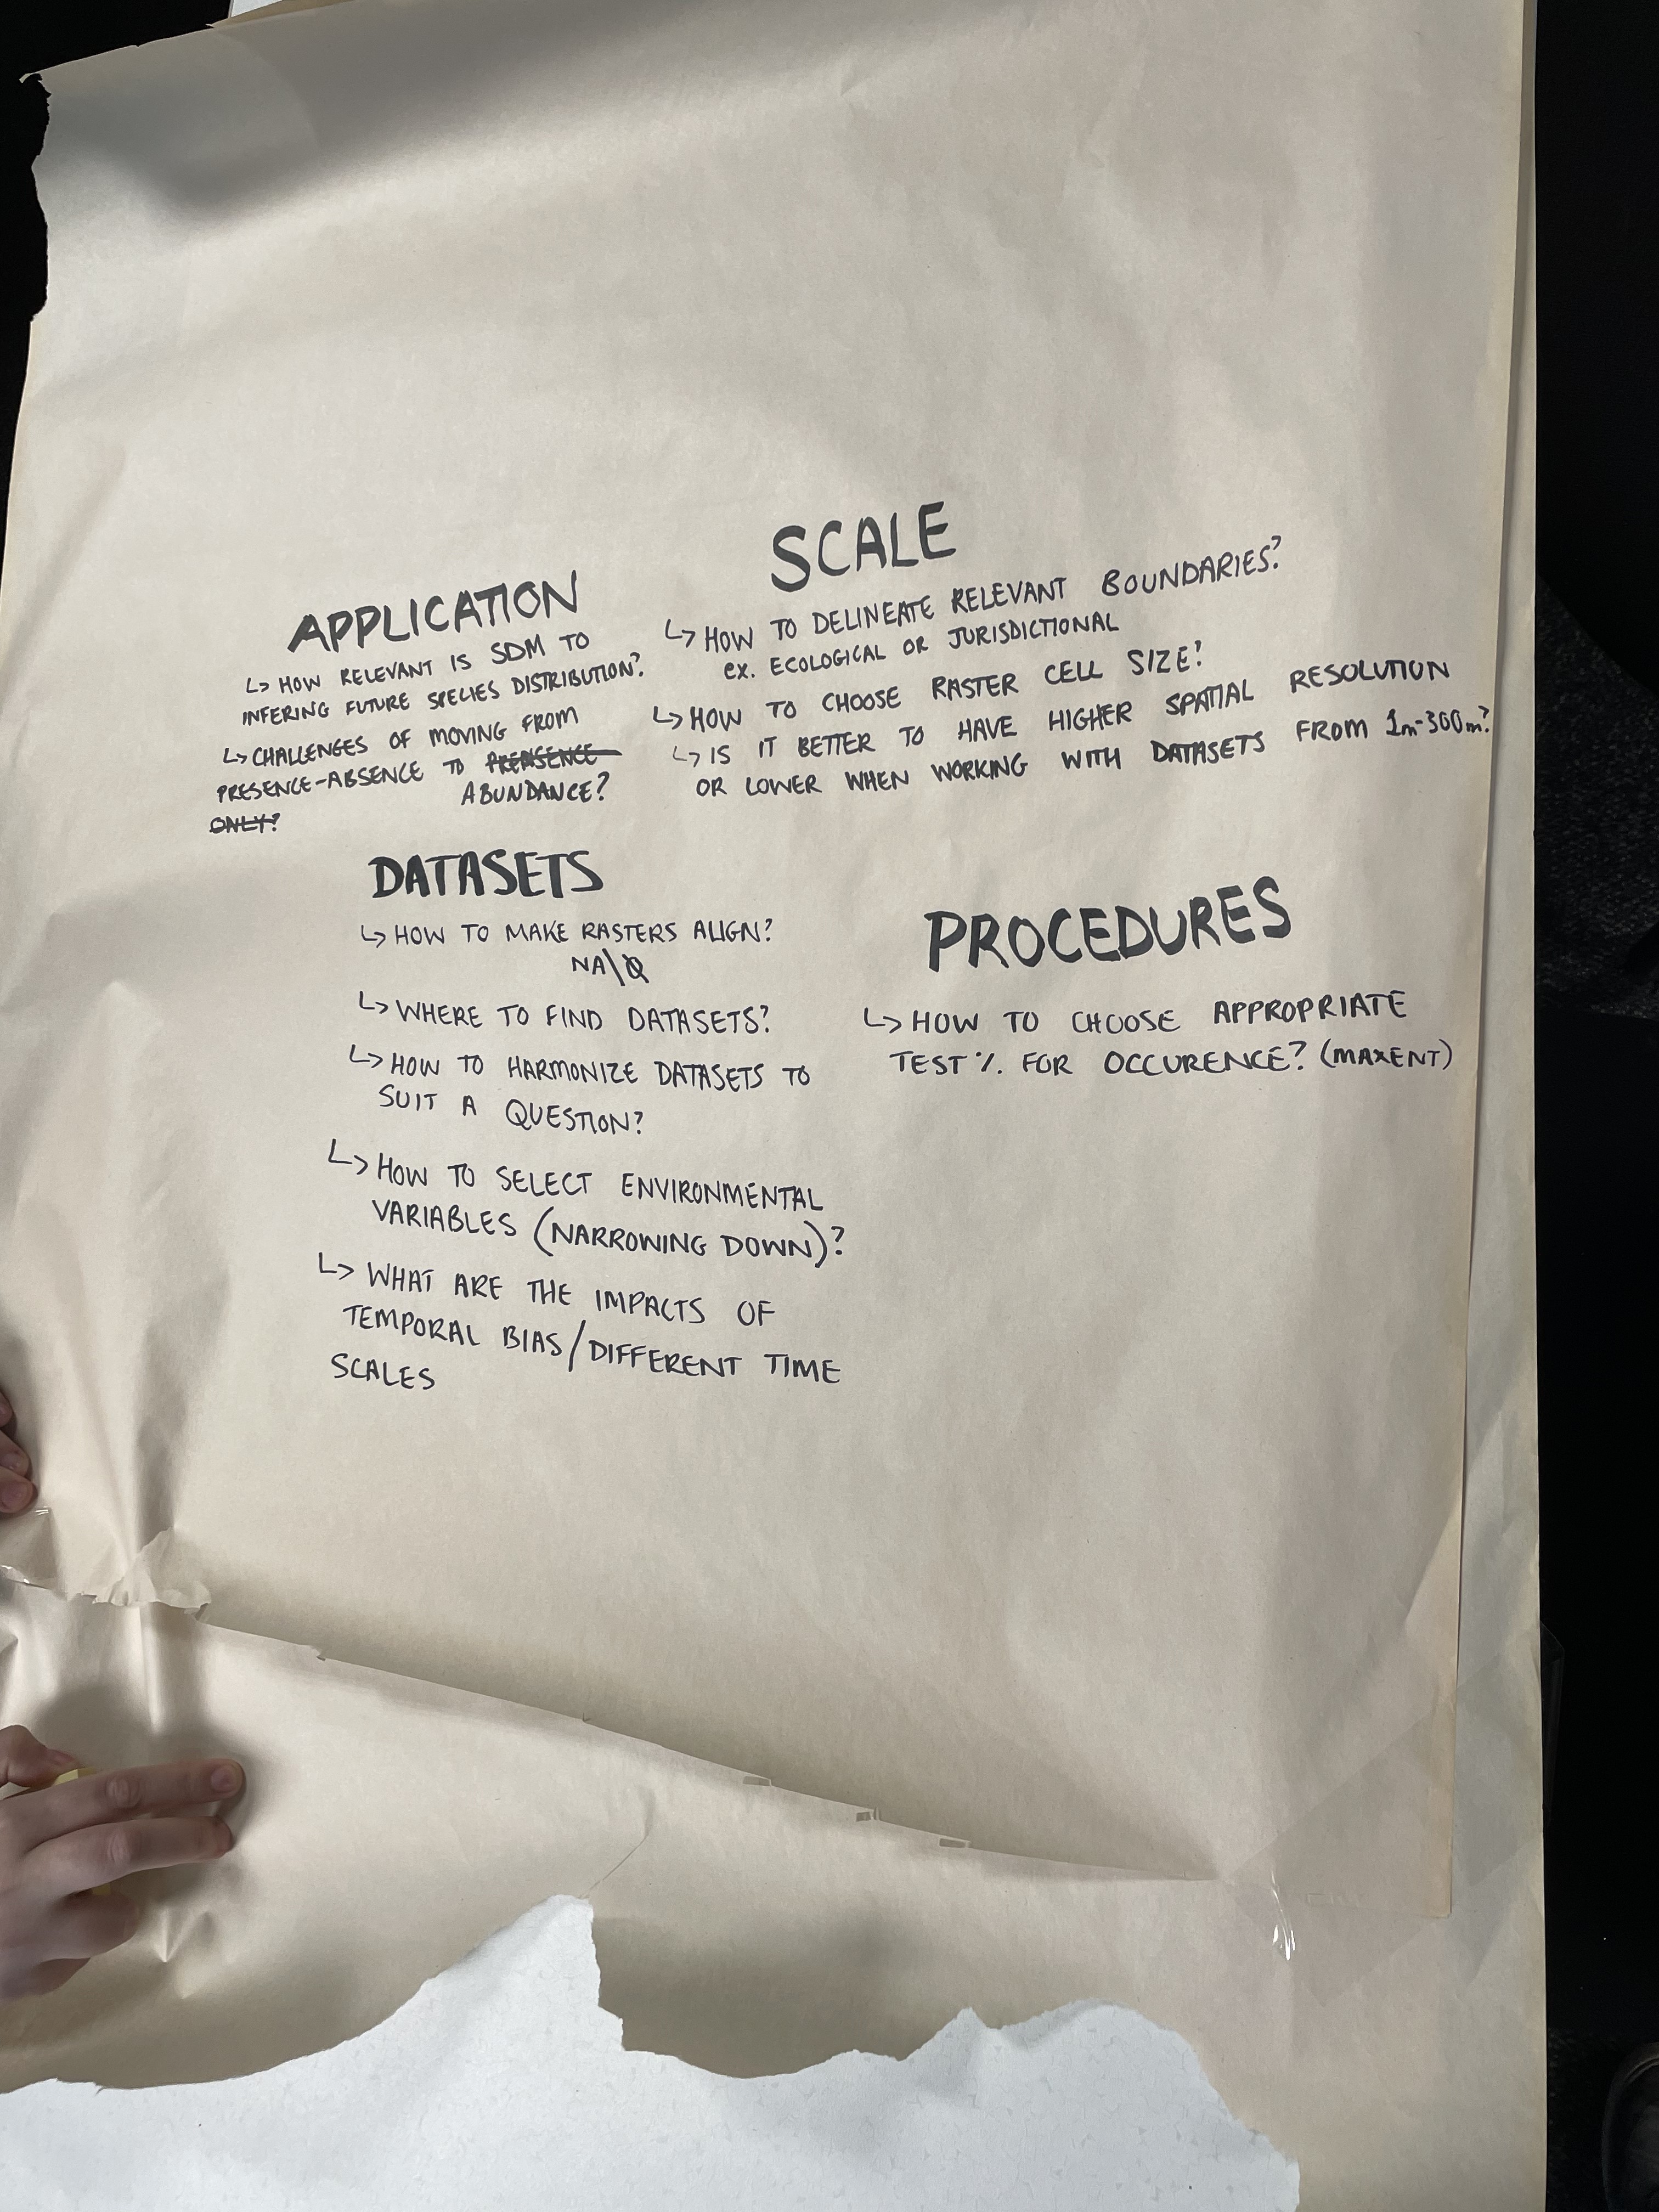 APPLICATION
↳ HOW RELEVANT IS SDM TO
INFERING FUTURE SPECIES DISTRIBUTION?
↳ CHALLENGES OF MOVING FROM
PRESENCE-ABSENCE TO
ABUNDANCE?
ONLY?
SCALE
↳ HOW TO DELINEATE RELEVANT BOUNDARIES?
ex. ECOLOGICAL OR JURISDICTIONAL
↳ HOW TO CHOOSE RASTER CELL SIZE?
↳ IS IT BETTER TO HAVE HIGHER SPATIAL RESOLUTION
OR LOWER WHEN WORKING WITH DATASETS FROM 1m-300m?
DATASETS
↳ HOW TO MAKE RASTERS ALIGN?
NA\
↳ WHERE TO FIND DATASETS?
↳ HOW TO HARMONIZE DATASETS TO
SUIT A QUESTION?
↳ HOW TO SELECT ENVIRONMENTAL
VARIABLES (NARROWING DOWN)?
↳ WHAT ARE THE IMPACTS OF
TEMPORAL BIAS/DIFFERENT TIME
SCALES
PROCEDURES
↳ HOW TO CHOOSE APPROPRIATE
TEST % FOR OCCURENCE? (MAXENT)